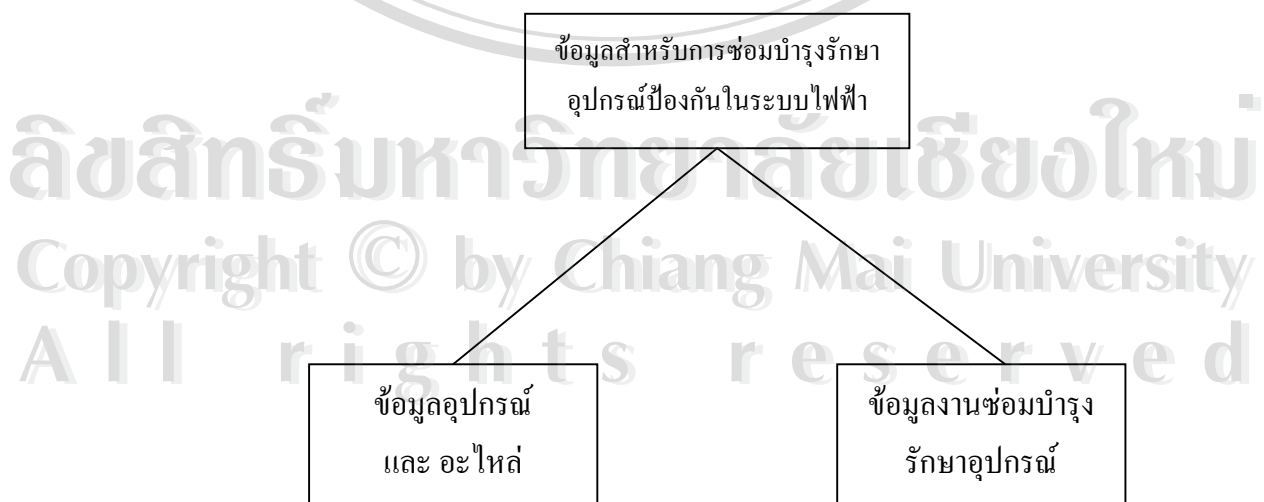 ข้อมูลสำหรับการซ่อมบำรุงรักษา
อุปกรณ์ป้องกันในระบบไฟฟ้า
ลิขสิทธิ์มหาวิทยาลัยเชียงใหม่
Copyright © by Chiang Mai University
All rights reserved
ข้อมูลอุปกรณ์
และ อะไหล่
ข้อมูลงานซ่อมบำรุง
รักษาอุปกรณ์